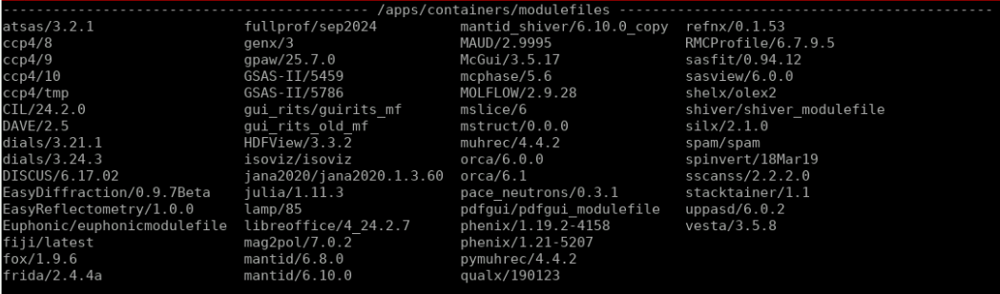 ---------------------------------------- /apps/containers/modulefiles ----------------------------------------
atsas/3.2.1 fullprof/sep2024 mantid_shiver/6.10.0_copy refnx/0.1.53
ccp4/8 genx/3 MAUD/2.9995 RMCProfile/6.7.9.5
ccp4/9 gpaw/25.7.0 McGui/3.5.17 sasfit/0.94.12
ccp4/10 GSAS-II/5459 mcphase/5.6 sasview/6.0.0
ccp4/tmp GSAS-II/5786 MOLFLOW/2.9.28 shelx/olex2
CIL/24.2.0 gui_rits/guirits_mf mslice/6 shiver/shiver_modulefile
DAVE/2.5 gui_rits_old_mf mstruct/0.0.0 silx/2.1.0
dials/3.21.1 HDFView/3.3.2 muhrec/4.4.2 spam/spam
dials/3.24.3 isoviz/isoviz orca/6.0.0 spinvert/18Mar19
DISCUS/6.17.02 jana2020/jana2020.1.3.60 orca/6.1 sscanss/2.2.2.0
EasyDiffraction/0.9.7Beta julia/1.11.3 pace_neutrons/0.3.1 stacktainer/1.1
EasyReflectometry/1.0.0 lamp/85 pdfgui/pdfgui_modulefile uppasd/6.0.2
Euphonic/euphonicmodulefile libreoffice/4_24.2.7 phenix/1.19.2-4158 vesta/3.5.8
fiji/latest mag2pol/7.0.2 phenix/1.21-5207
fox/1.9.6 mantid/6.8.0 pymuhrec/4.4.2
frida/2.4.4a mantid/6.10.0 qualx/190123